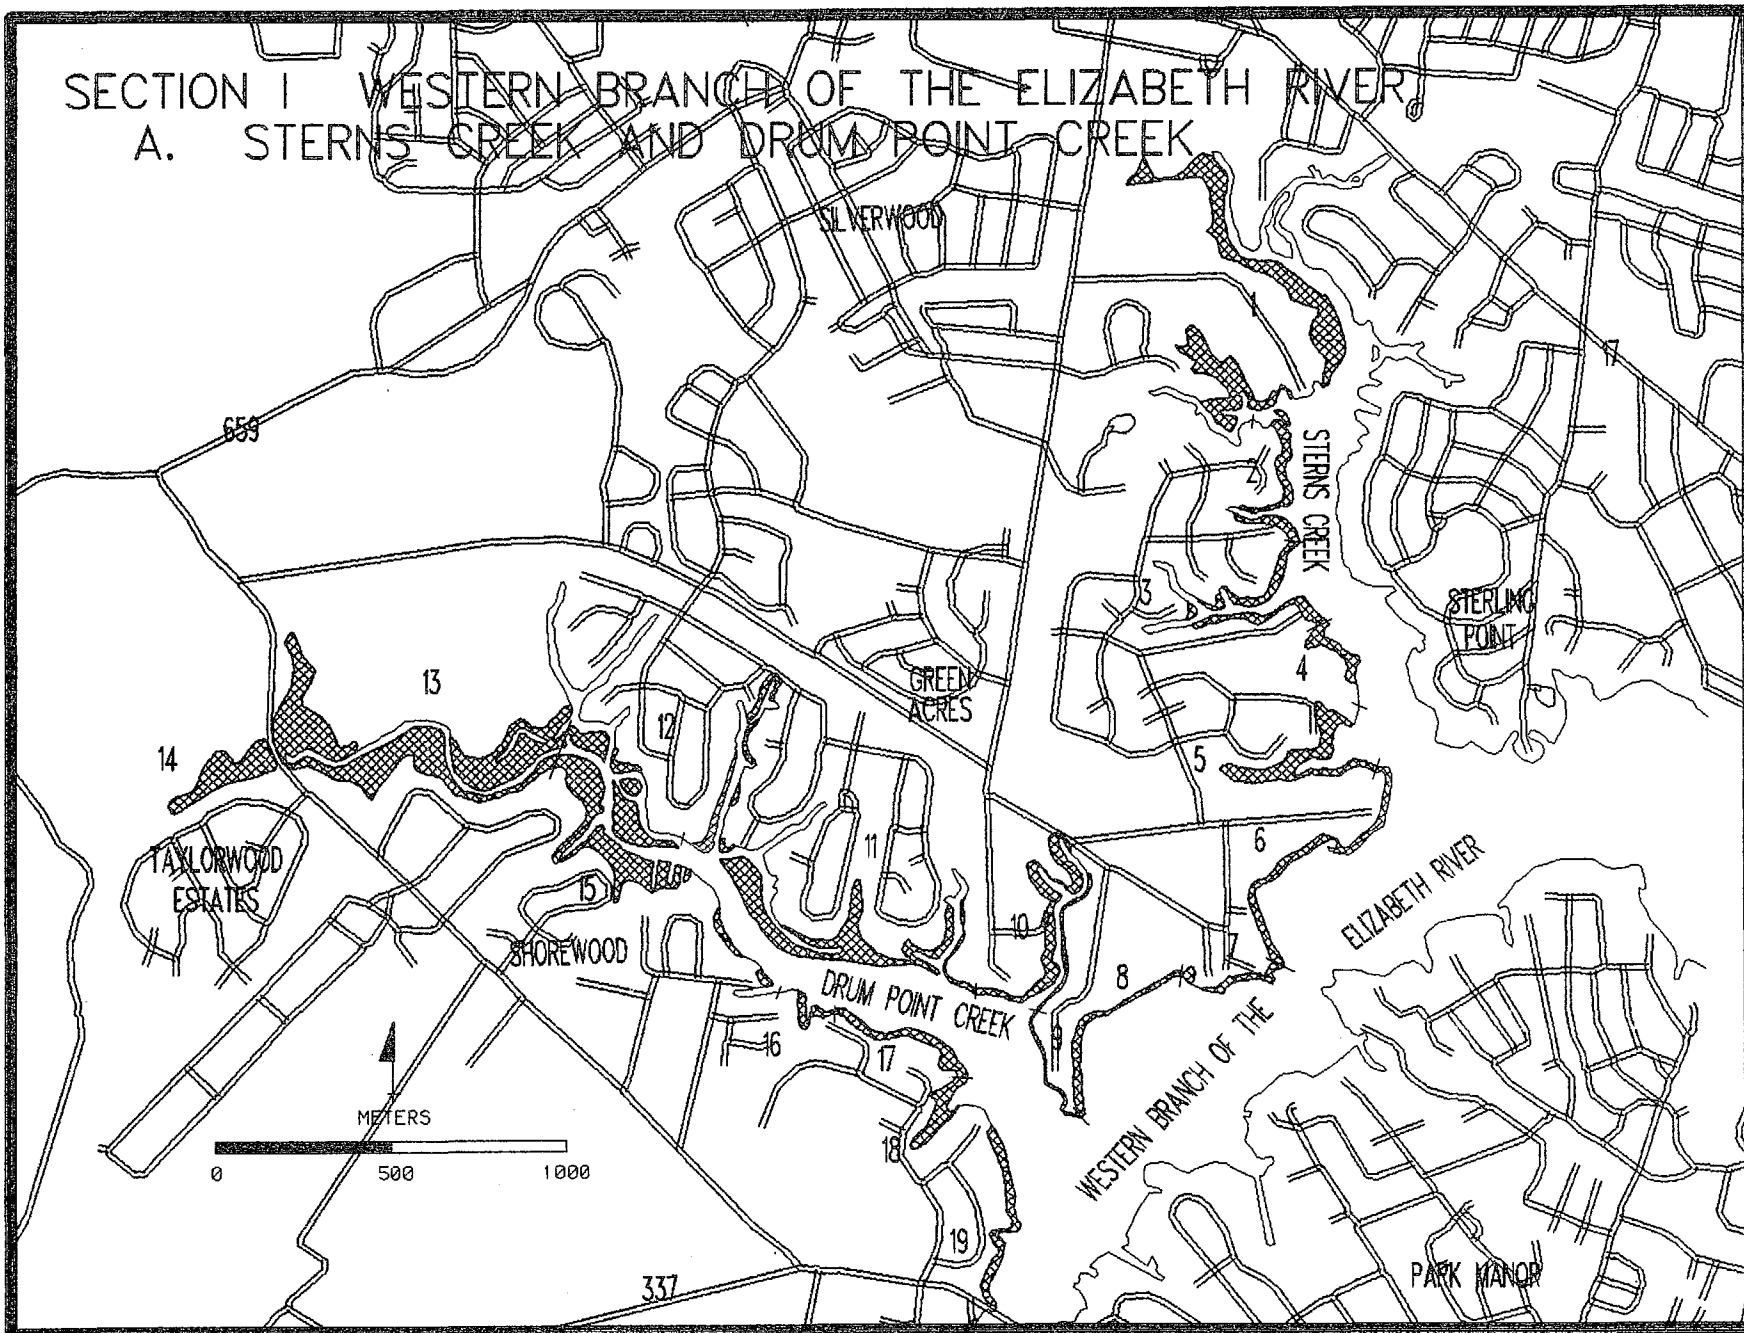 SECTION I WESTERN BRANCH OF THE ELIZABETH RIVER
A. STERNS CREEK AND DRUM POINT CREEK
SILVERWOOD
1
17
659
STERNS CREEK
2
3
STERLING
POINT
4
13
GREEN
ACRES
12
14
5
6
11
TAYLORWOOD
ESTATES
15
ELIZABETH RIVER
10
7
SHOREWOOD
8
DRUM POINT CREEK
9
16
17
WESTERN BRANCH OF THE
METERS
0 500 1000
18
19
PARK MANOR
337